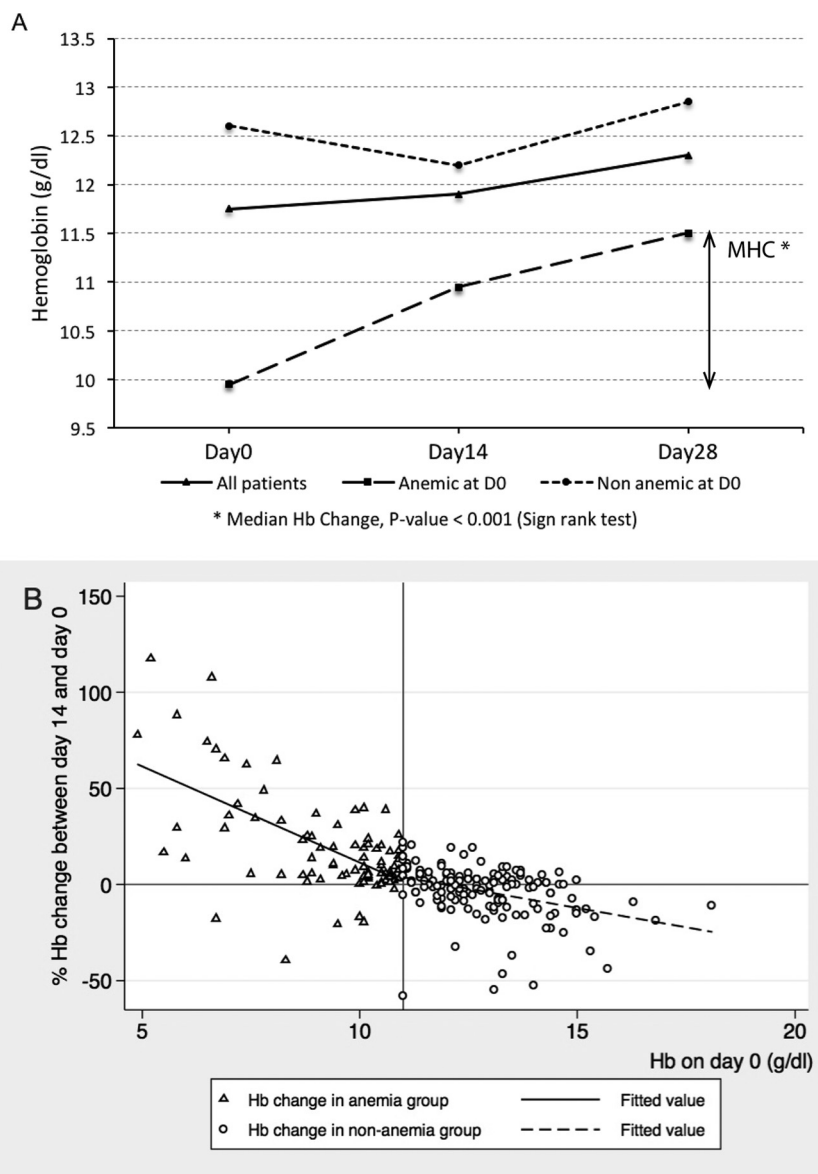 A
13.5
13
12.5
12
11.5
11
10.5
10
9.5
Hemoglobin (g/dl)
MHC *
Day0 Day14 Day28
All patients Anemic at D0 Non anemic at D0
* Median Hb Change, P-value < 0.001 (Sign rank test)
B
% Hb change between day 14 and day 0
150
100
50
0
-50
5 10 15 20
Hb on day 0 (g/dl)
Hb change in anemia group Fitted value
Hb change in non-anemia group Fitted value